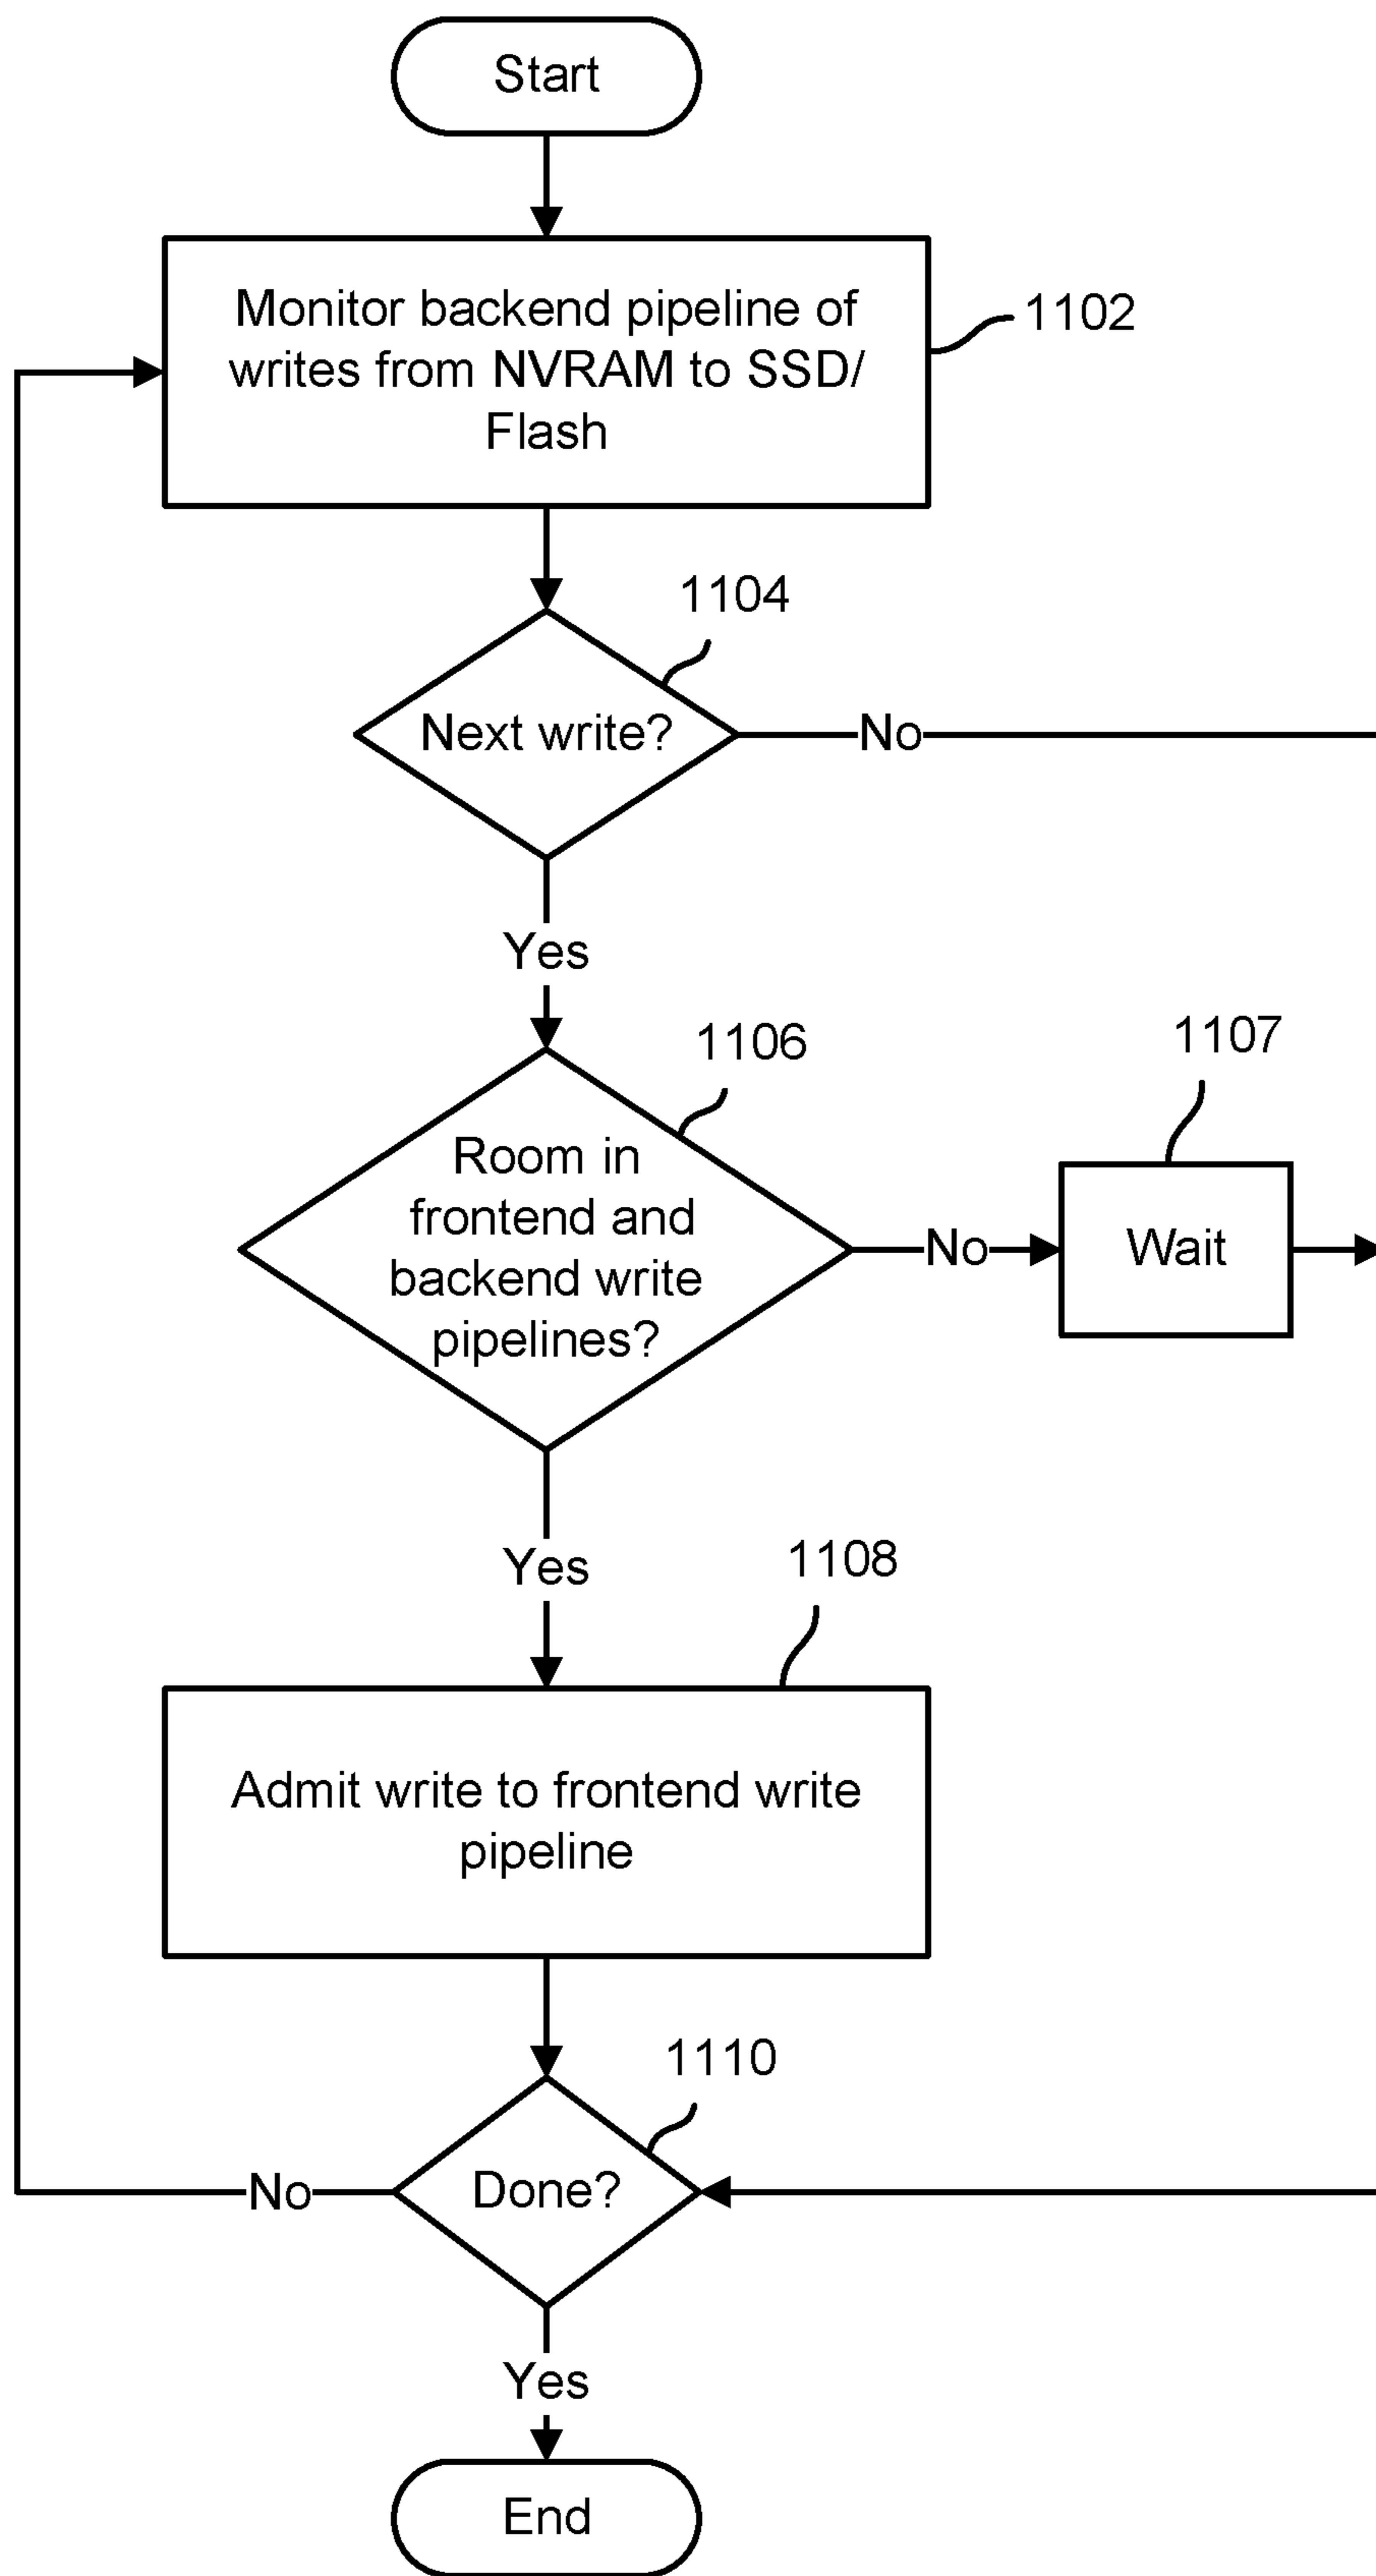 Start
Monitor backend pipeline of
writes from NVRAM to SSD/
Flash
1102
1104
Next write?
No
Yes
1106
1107
Room in
frontend and
backend write
pipelines?
No
Wait
Yes
1108
Admit write to frontend write
pipeline
1110
Done?
No
Yes
End